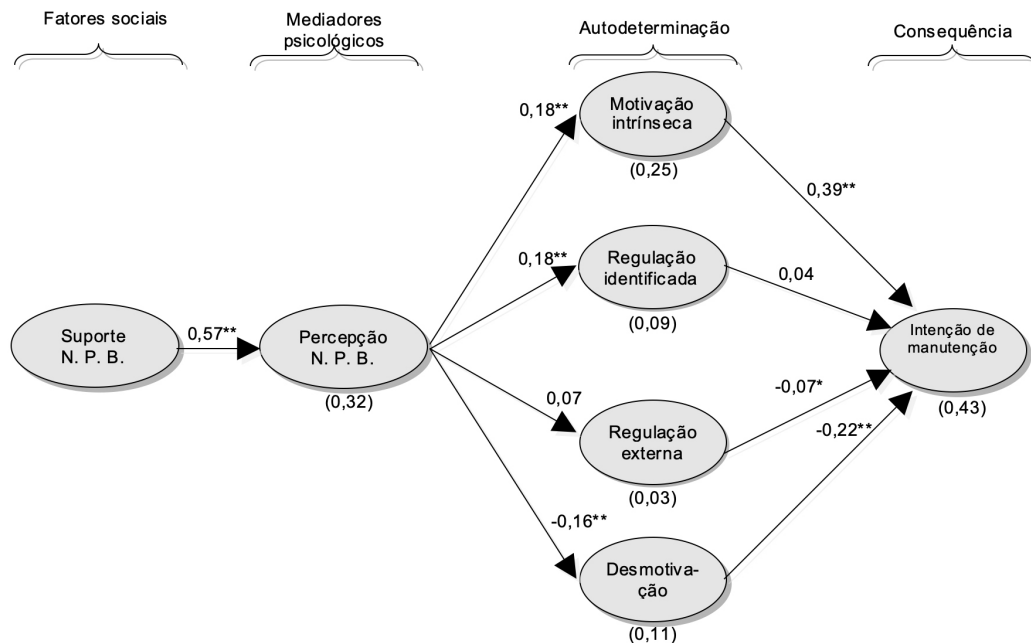 Fatores sociais
Mediadores
psicológicos
Autodeterminação
Consequência
0,18**
Motivação
intrínseca
(0,25)
0,39**
0,18**
Regulação
identificada
(0,09)
0,04
Suporte
N. P. B.
0,57**
Percepção
N. P. B.
(0,32)
Intenção de
manutenção
(0,43)
0,07
Regulação
externa
(0,03)
-0,07*
-0,22**
-0,16**
Desmotiva-
ção
(0,11)